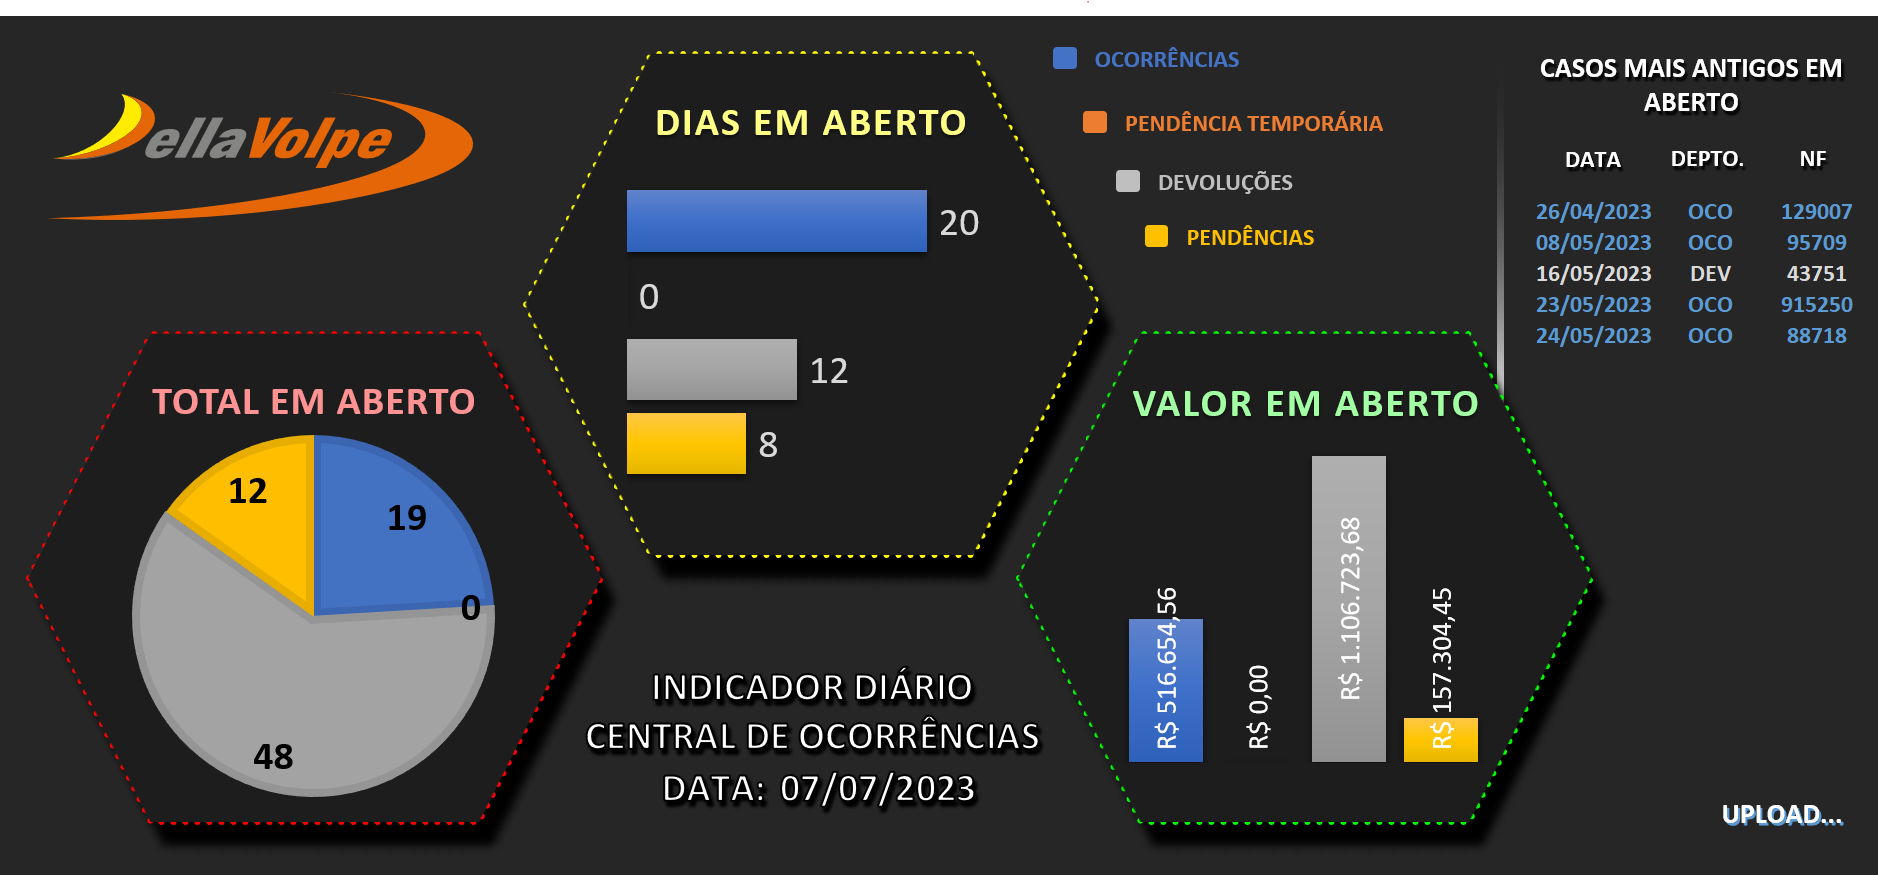 ellaVolpe
DIAS EM ABERTO
20
0
12
8
OCORRÊNCIAS
PENDÊNCIA TEMPORÁRIA
DEVOLUÇÕES
PENDÊNCIAS
CASOS MAIS ANTIGOS EM
ABERTO
DATA DEPTO. NF
26/04/2023 OCO 129007
08/05/2023 OCO 95709
16/05/2023 DEV 43751
23/05/2023 OCO 915250
24/05/2023 OCO 88718
TOTAL EM ABERTO
12
19
0
48
VALOR EM ABERTO
R$ 516.654,56
R$ 0,00
R$ 1.106.723,68
R$ 157.304,45
INDICADOR DIÁRIO
CENTRAL DE OCORRÊNCIAS
DATA: 07/07/2023
UPLOAD...